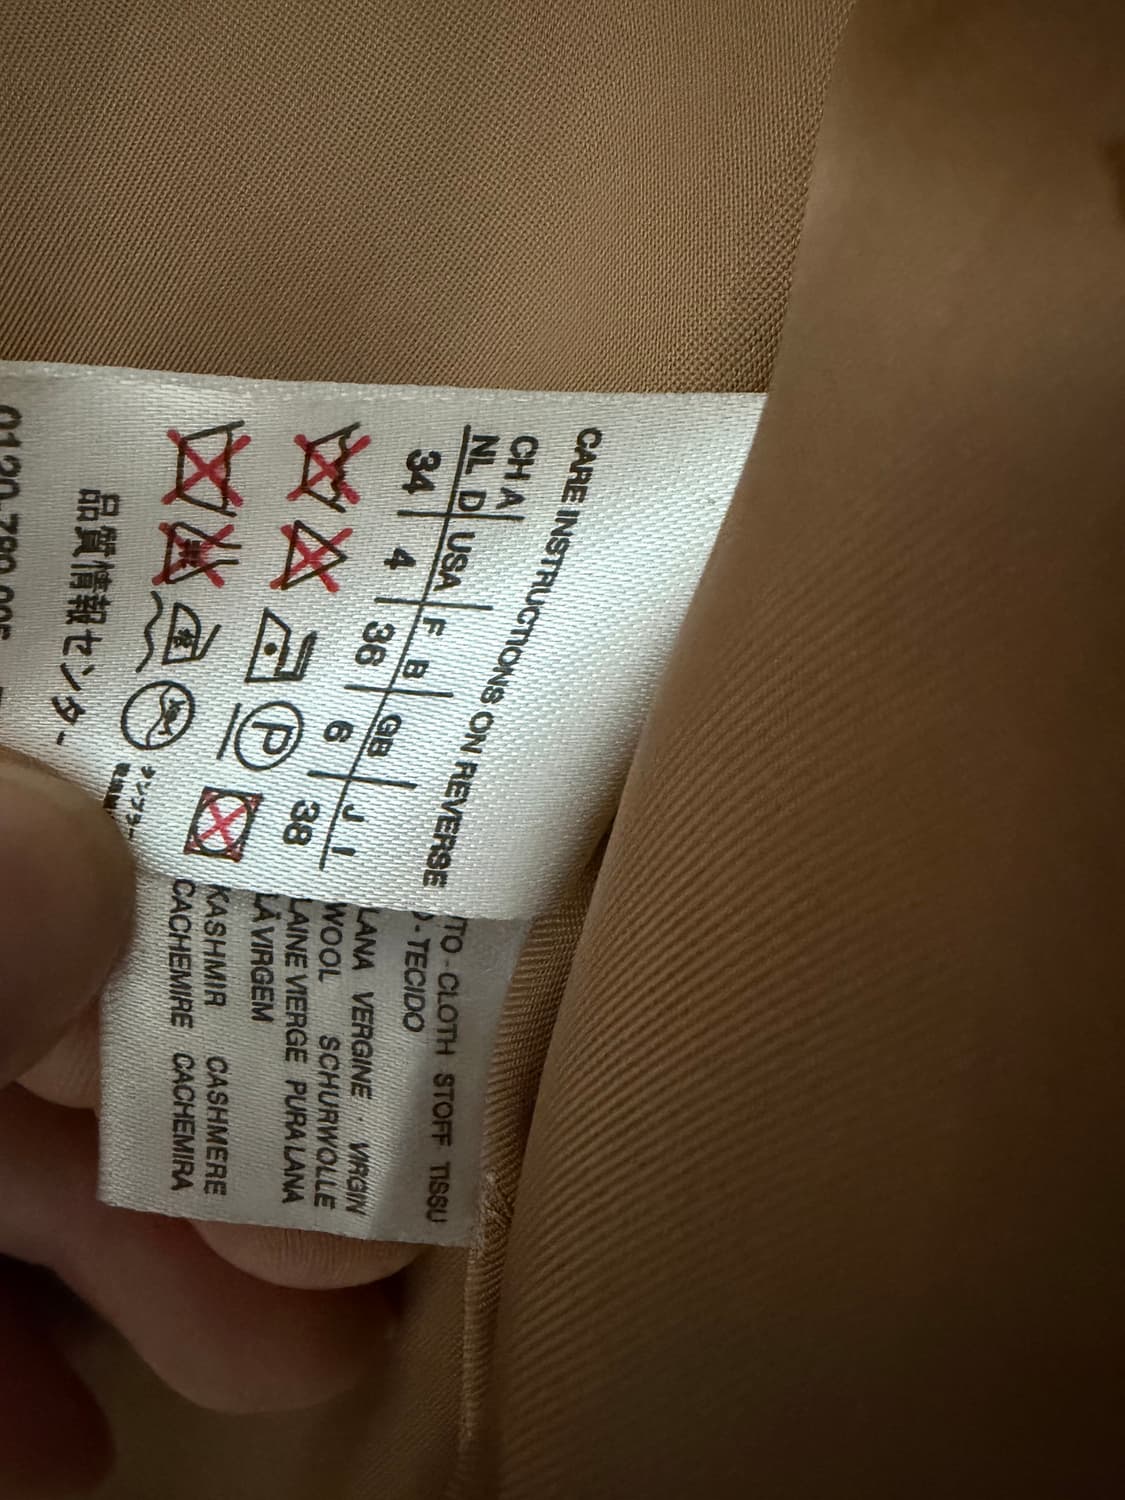 CARE INSTRUCTIONS ON REVERSE
CH A
NL D USA F B GB J I
34 4 36 6 38
P
品質情報センター
TO - CLOTH STOFF TISSU
- TECIDO
LANA VERGINE · VIRGIN
WOOL SCHURWOLLE
LAINE VIERGE PURA LANA
LÃ VIRGEM
KASHMIR CASHMERE
CACHEMIRE CACHEMIRA